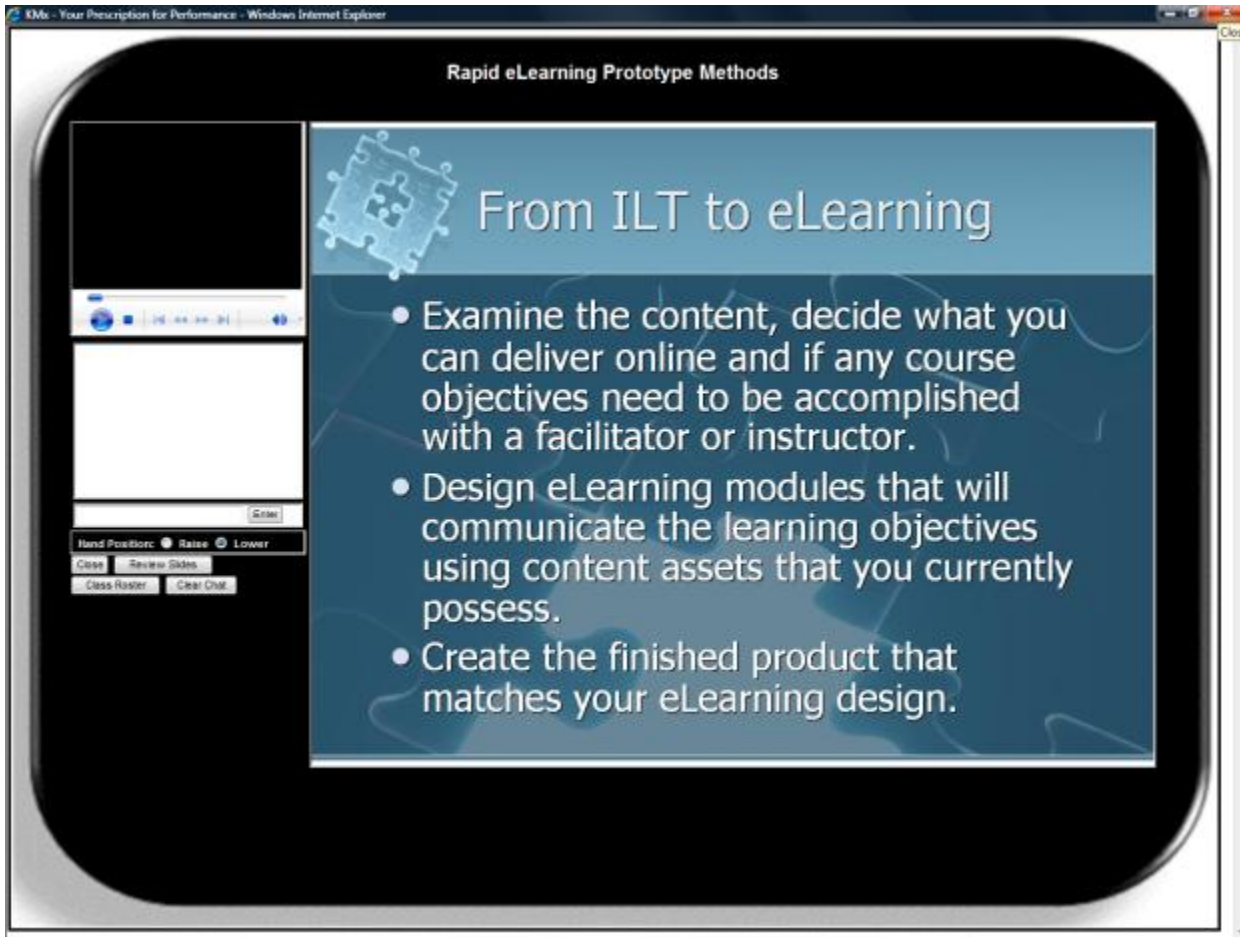 KMx - Your Prescription for Performance - Windows Internet Explorer
Clos
Rapid eLearning Prototype Methods
From ILT to eLearning
• Examine the content, decide what you
can deliver online and if any course
objectives need to be accomplished
with a facilitator or instructor.
• Design eLearning modules that will
communicate the learning objectives
using content assets that you currently
possess.
• Create the finished product that
matches your eLearning design.
Enter
Hand Position: Raise Lower
Close Review Slides
Class Roster Clear Chat